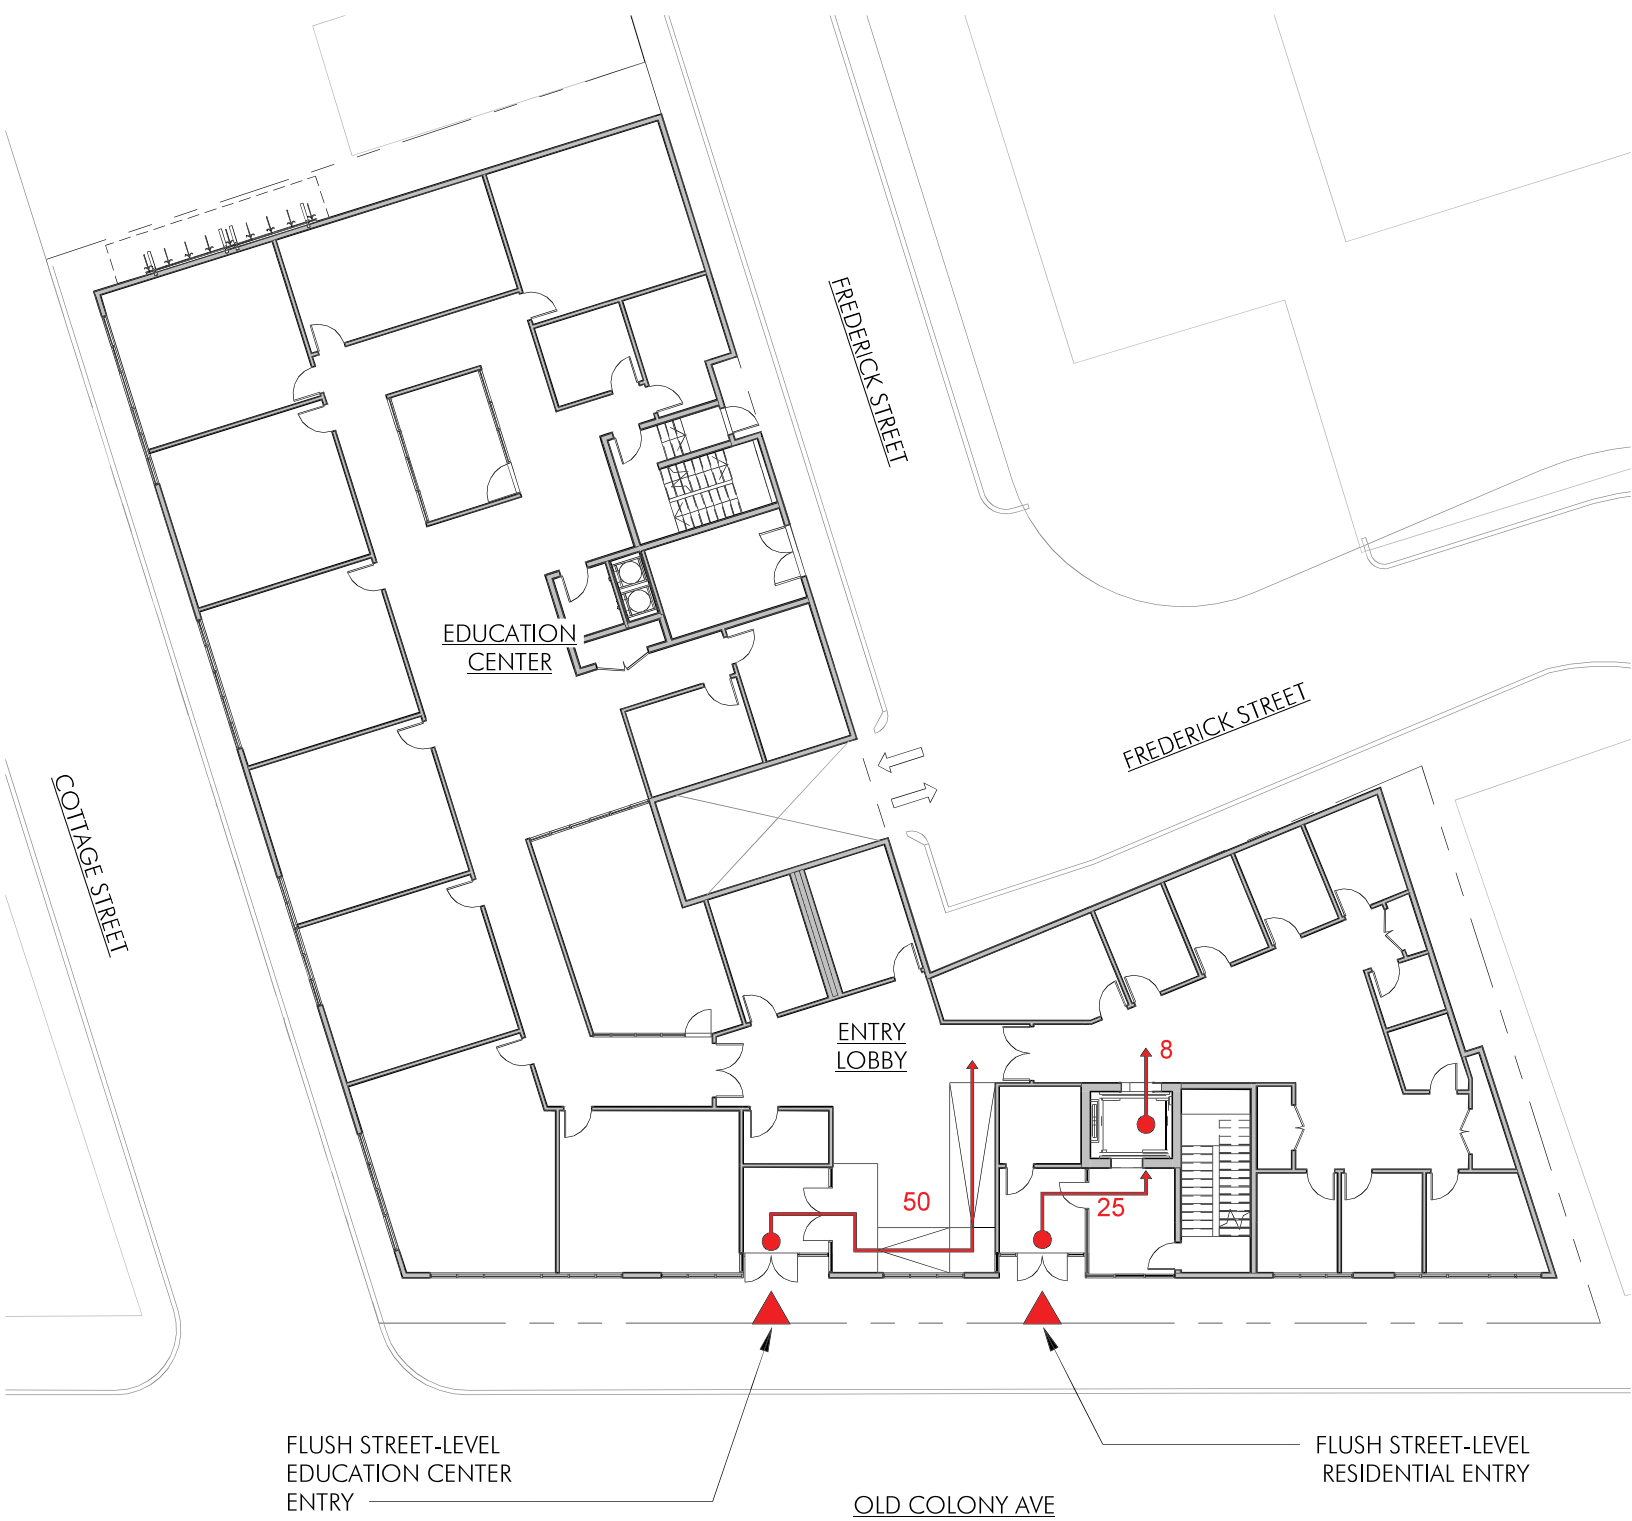 FREDERICK STREET
EDUCATION
CENTER
FREDERICK STREET
COTTAGE STREET
ENTRY
LOBBY
8
50
25
FLUSH STREET-LEVEL
EDUCATION CENTER
ENTRY
FLUSH STREET-LEVEL
RESIDENTIAL ENTRY
OLD COLONY AVE